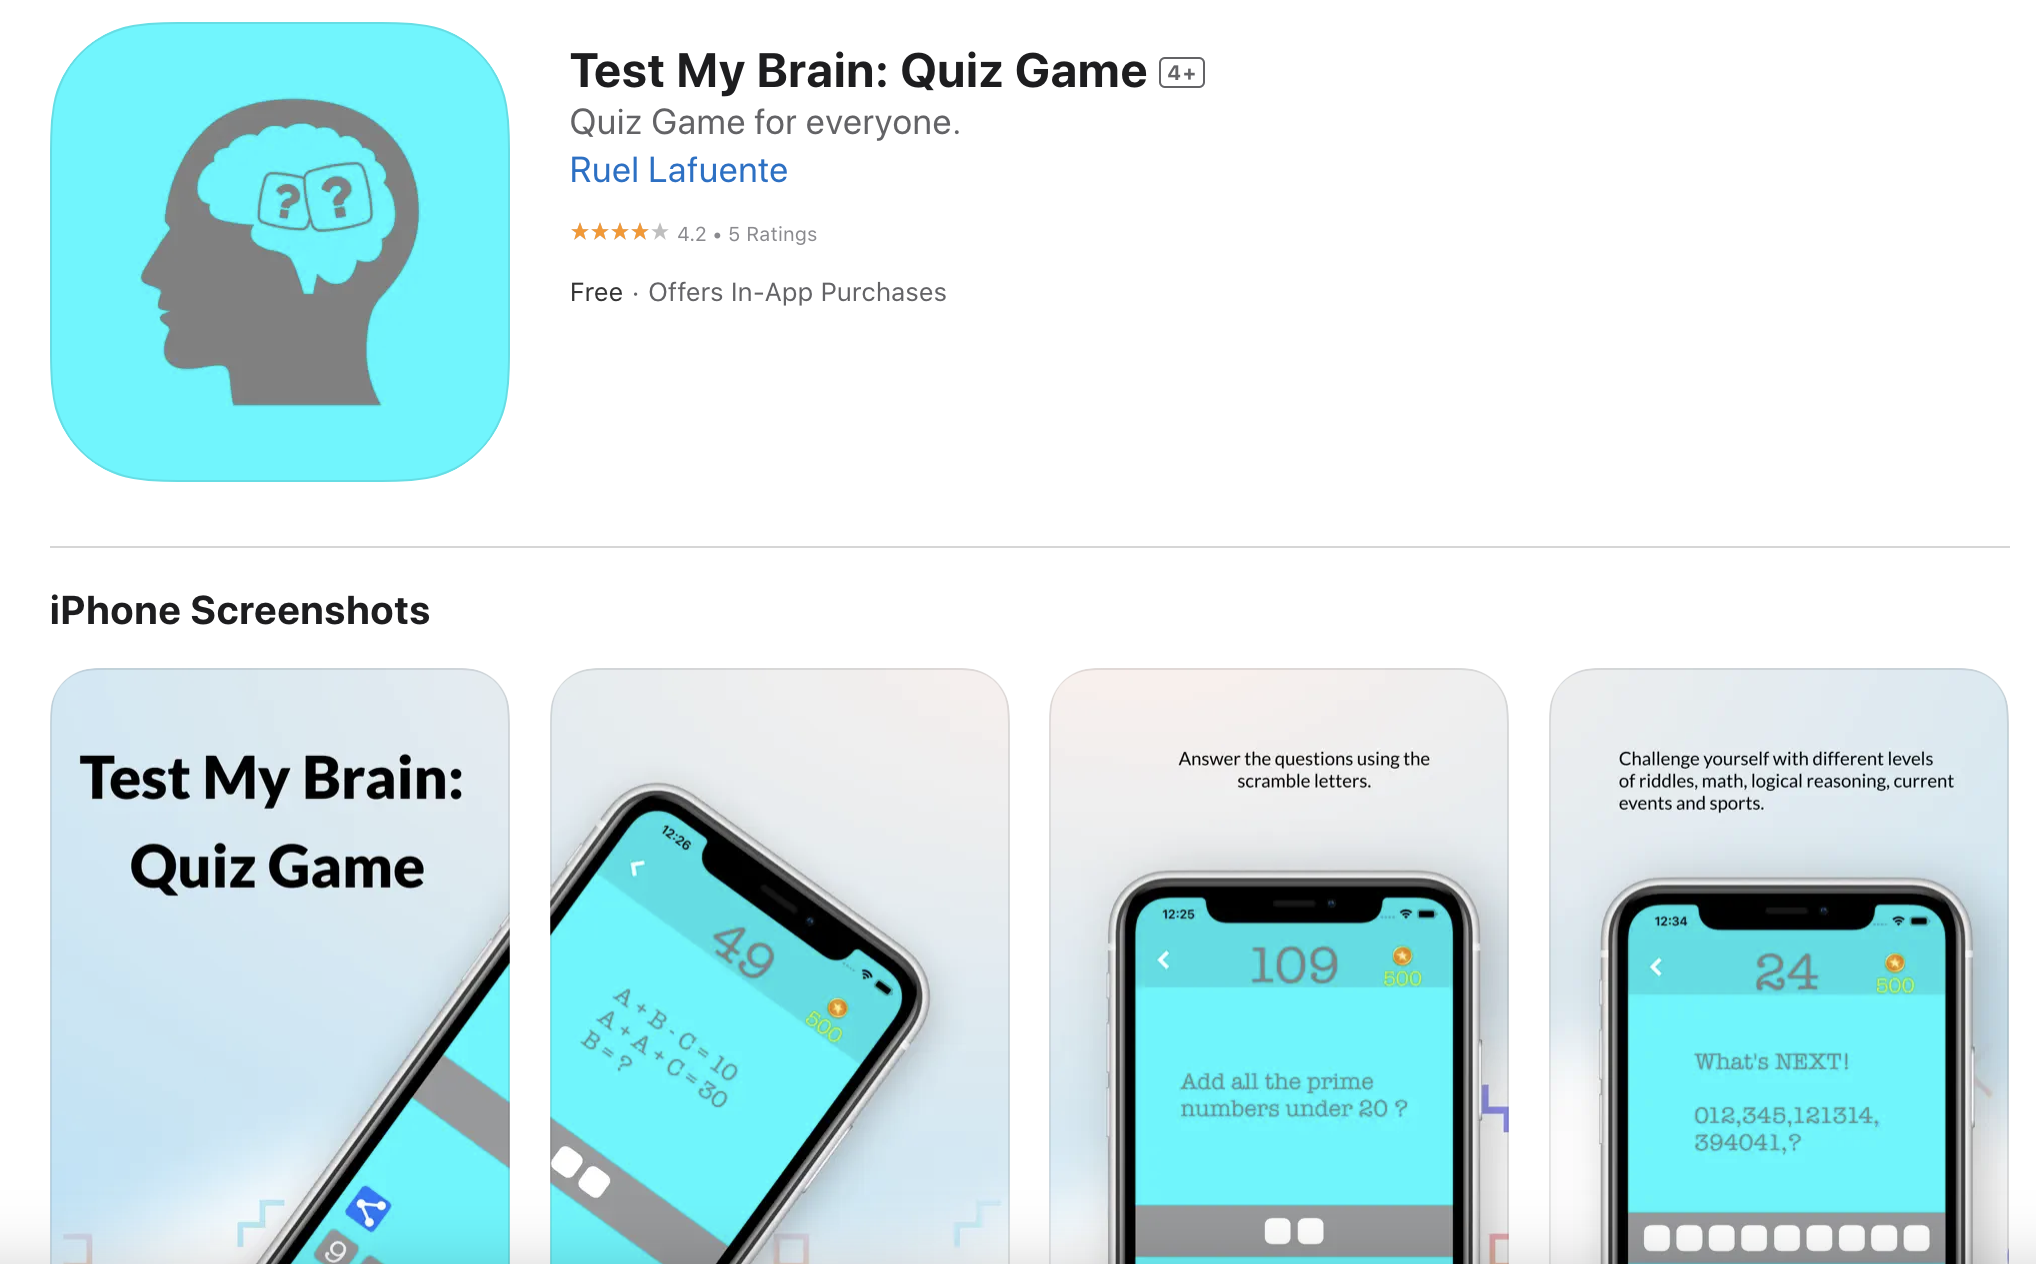 Test My Brain: Quiz Game 4+
Quiz Game for everyone.
Ruel Lafuente
4.2 • 5 Ratings
Free · Offers In-App Purchases
? ?
iPhone Screenshots
Test My Brain:
Quiz Game
9
12:26
49
500
A + B - C = 10
A + A + C = 30
B = ?
Answer the questions using the
scramble letters.
12:25
109
500
Add all the prime
numbers under 20 ?
Challenge yourself with different levels
of riddles, math, logical reasoning, current
events and sports.
12:34
24
500
What's NEXT!
012,345,121314,
394041,?